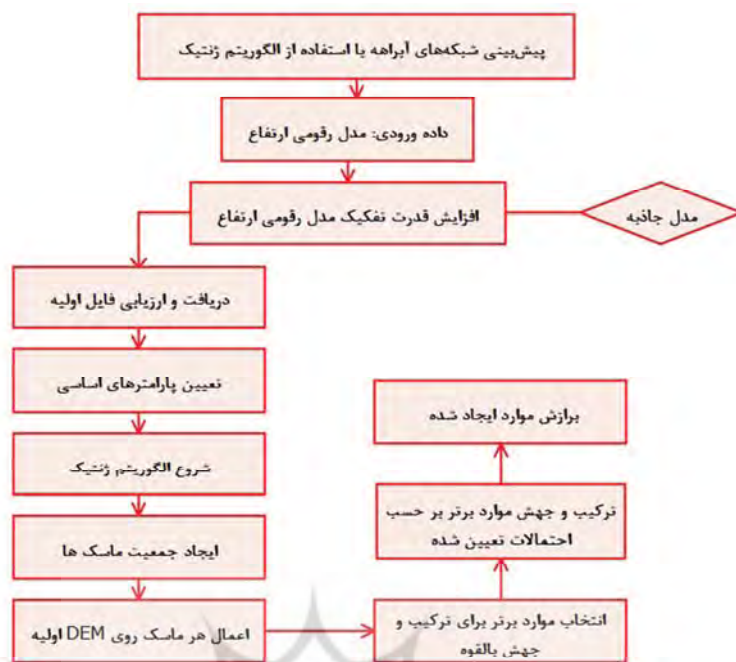 پیش‌بینی شبکه‌های آبراهه با استفاده از الگوریتم ژنتیک
داده ورودی: مدل رقومی ارتفاع
افزایش قدرت تفکیک مدل رقومی ارتفاع
مدل جاذبه
دریافت و ارزیابی فایل اولیه
تعیین پارامترهای اساسی
شروع الگوریتم ژنتیک
ایجاد جمعیت ماسک ها
اعمال هر ماسک روی DEM اولیه
انتخاب موارد برتر برای ترکیب و
جهش بالقوه
ترکیب و جهش موارد برتر بر حسب
احتمالات تعیین شده
برازش موارد ایجاد شده